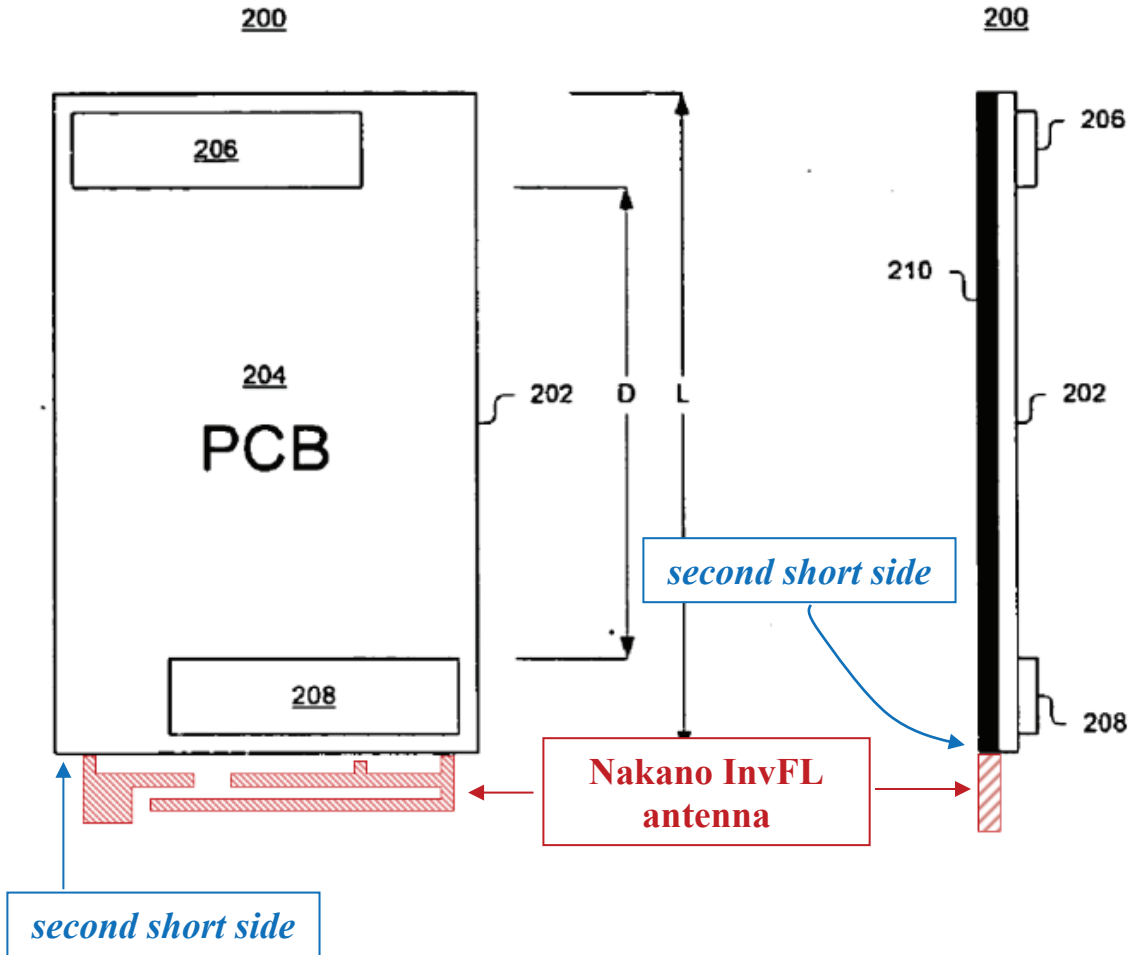 200
200
206
206
210
204
PCB
202
D
L
202
second short side
208
208
Nakano InvFL
antenna
second short side